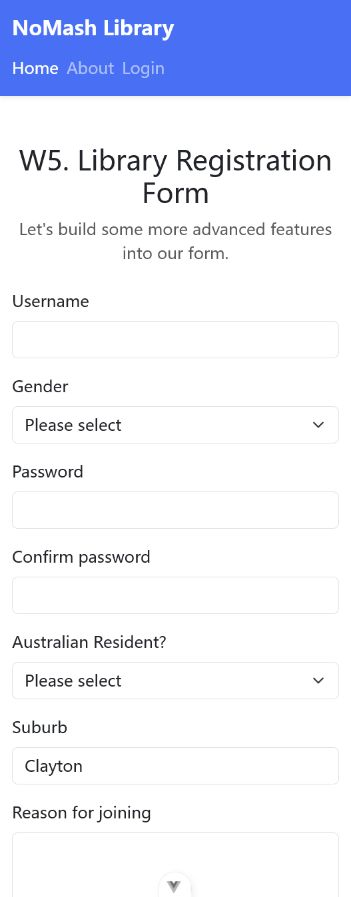 NoMash Library
Home About Login
W5. Library Registration
Form
Let's build some more advanced features
into our form.
Username
Gender
Please select
Password
Confirm password
Australian Resident?
Please select
Suburb
Clayton
Reason for joining